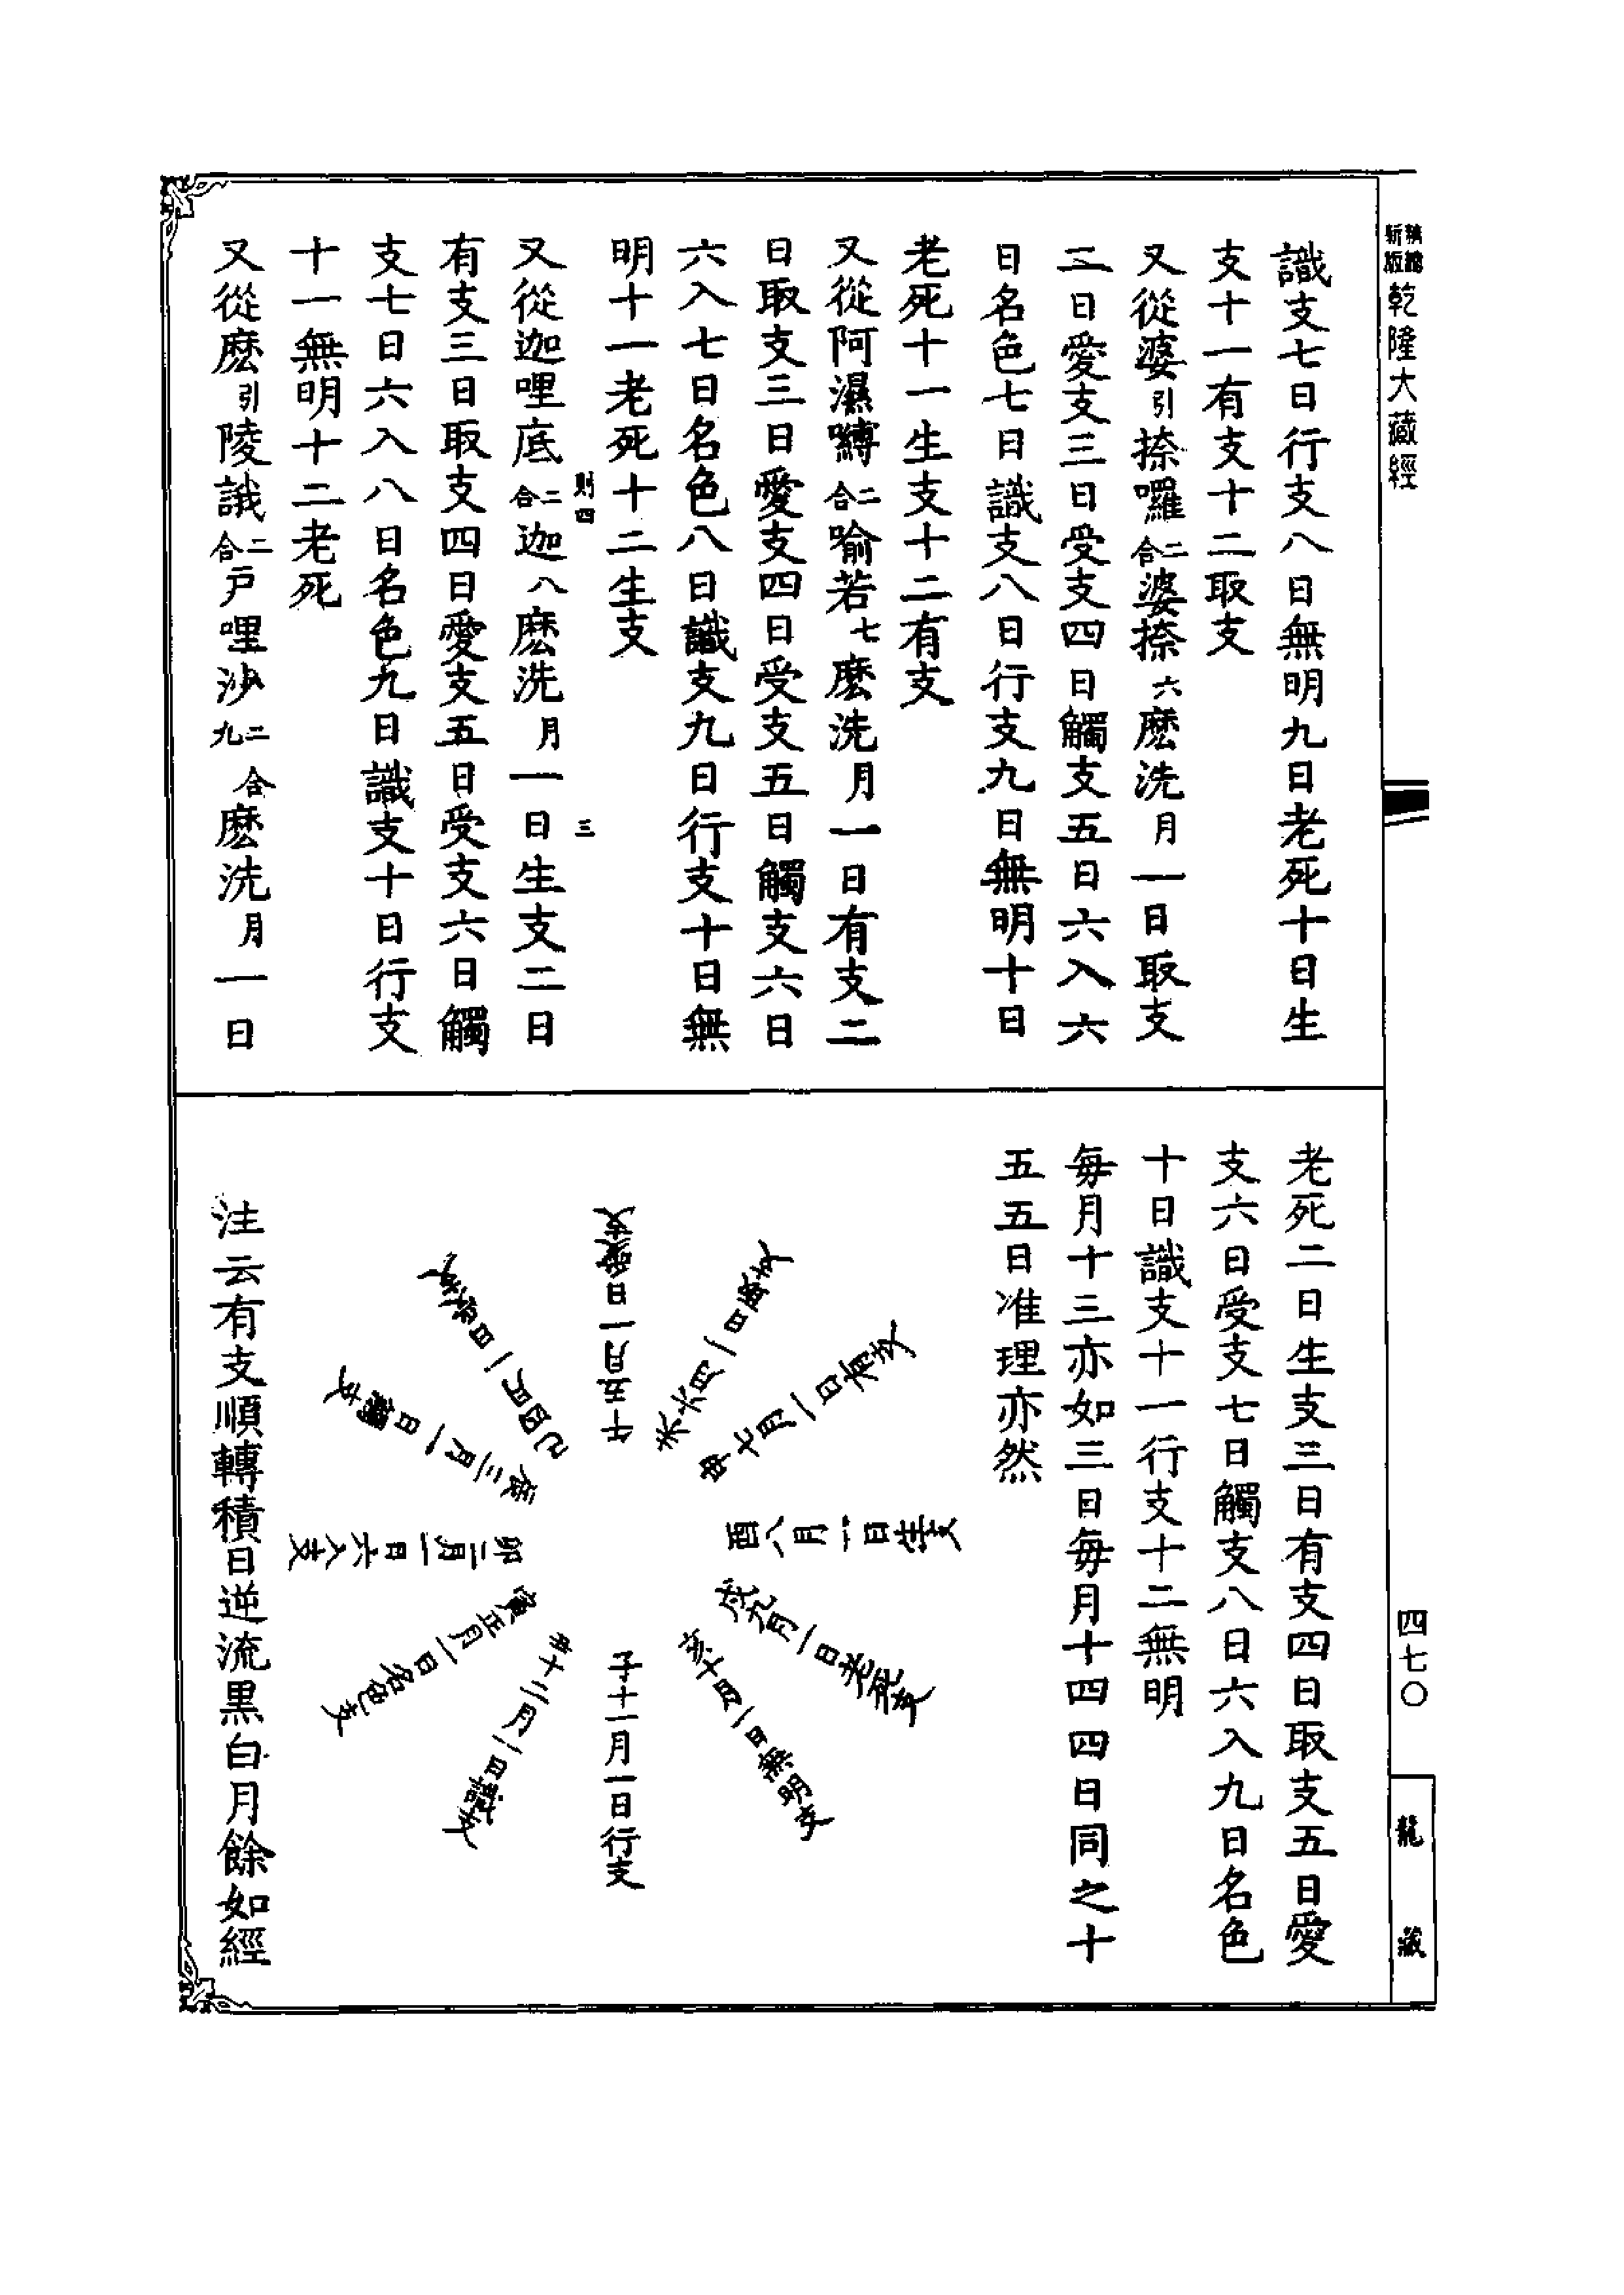 新版
精縮
乾隆大藏經
識支七日行支八日無明九日老死十日生
支十一有支十二取支
又從婆引捺囉二合婆捺六麽洗月一日取支
二日愛支三日受支四日觸支五日六入六
日名色七日識支八日行支九日無明十日
老死十一生支十二有支
又從阿濕嚩二合喻若七麽洗月一日有支二
日取支三日愛支四日受支五日觸支六日
六入七日名色八日識支九日行支十日無
明十一老死十二生支
則四 三
又從迦哩底二合迦八麽洗月一日生支二日
有支三日取支四日愛支五日受支六日觸
支七日六入八日名色九日識支十日行支
十一無明十二老死
又從麽引陵誐二合戶哩沙二合九麽洗月一日
老死二日生支三日有支四日取支五日愛
支六日受支七日觸支八日六入九日名色
十日識支十一行支十二無明
每月十三亦如三日每月十四四日同之十
五五日准理亦然
午五月一日愛支
未六月一日取支
申七月一日有支
酉八月一日生支
戌九月一日老死支
亥十月一日無明支
子十一月一日行支
丑十二月一日識支
寅正月一日名色支
卯二月一日六入支
辰三月一日觸支
巳四月一日受支
注云有支順轉積日逆流黑白月餘如經
四七〇
龍藏